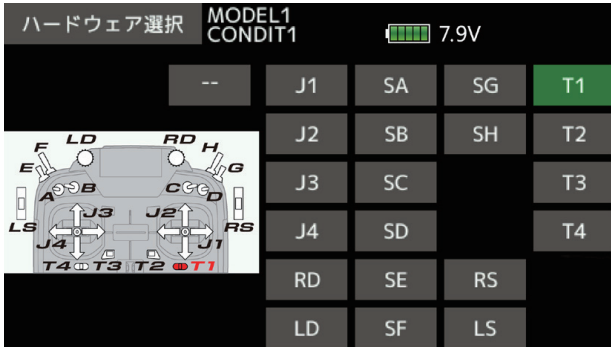 ハードウェア選択
MODEL1
CONDIT1
7.9V
--
J1 SA SG T1
J2 SB SH T2
J3 SC T3
J4 SD T4
RD SE RS
LD SF LS
F LD RD H
E G
A B C D
LS J3 J2 RS
J4 J1
T4 T3 T2 T1